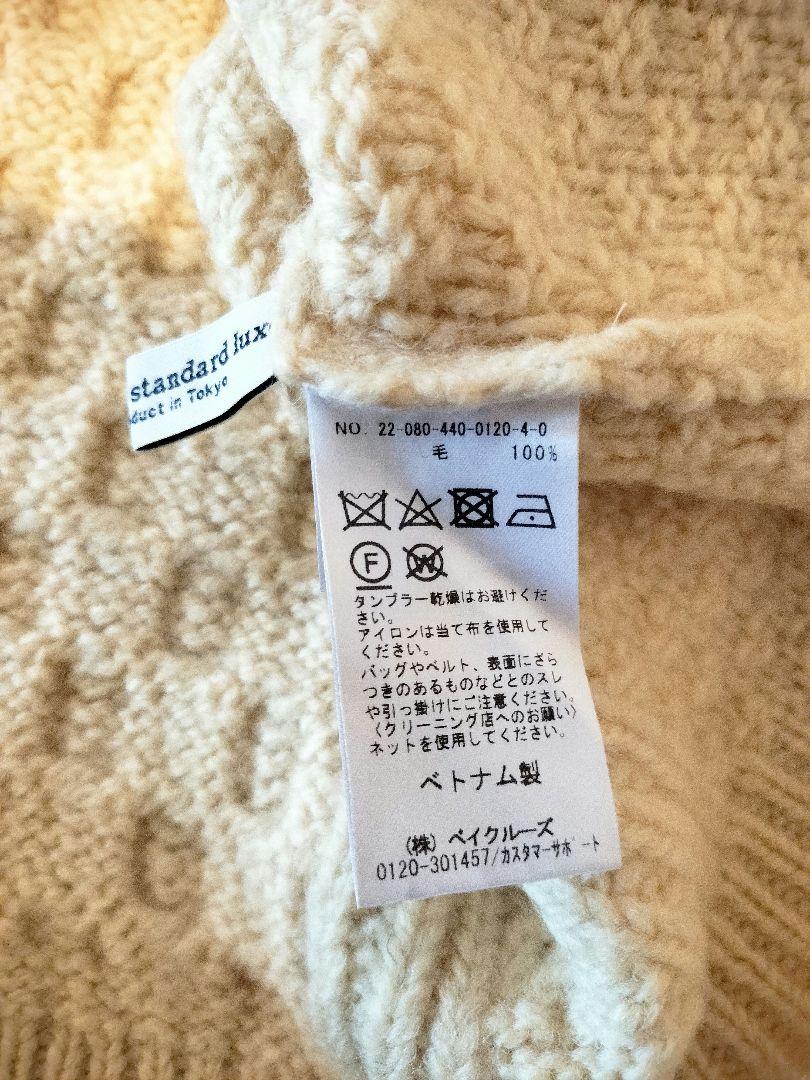 standard lux
duct in Tokyo
NO. 22-080-440-0120-4-0
毛 100%
F W
タンブラー乾燥はお避けくだ
さい。
アイロンは当て布を使用して
ください。
バッグやベルト、表面にざら
つきのあるものなどとのスレ
や引っ掛けにご注意ください。
〈クリーニング店へのお願い〉
ネットを使用してください。
ベトナム製
(株) ベイクルーズ
0120-301457/カスタマーサポート